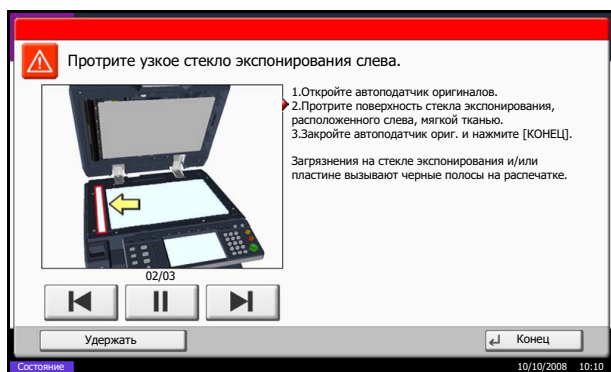 Протрите узкое стекло экспонирования слева.
1.Откройте автоподатчик оригиналов.
2.Протрите поверхность стекла экспонирования,
расположенного слева, мягкой тканью.
3.Закройте автоподатчик ориг. и нажмите [КОНЕЦ].
Загрязнения на стекле экспонирования и/или
пластине вызывают черные полосы на распечатке.
02/03
Удержать
Конец
Состояние
10/10/2008 10:10